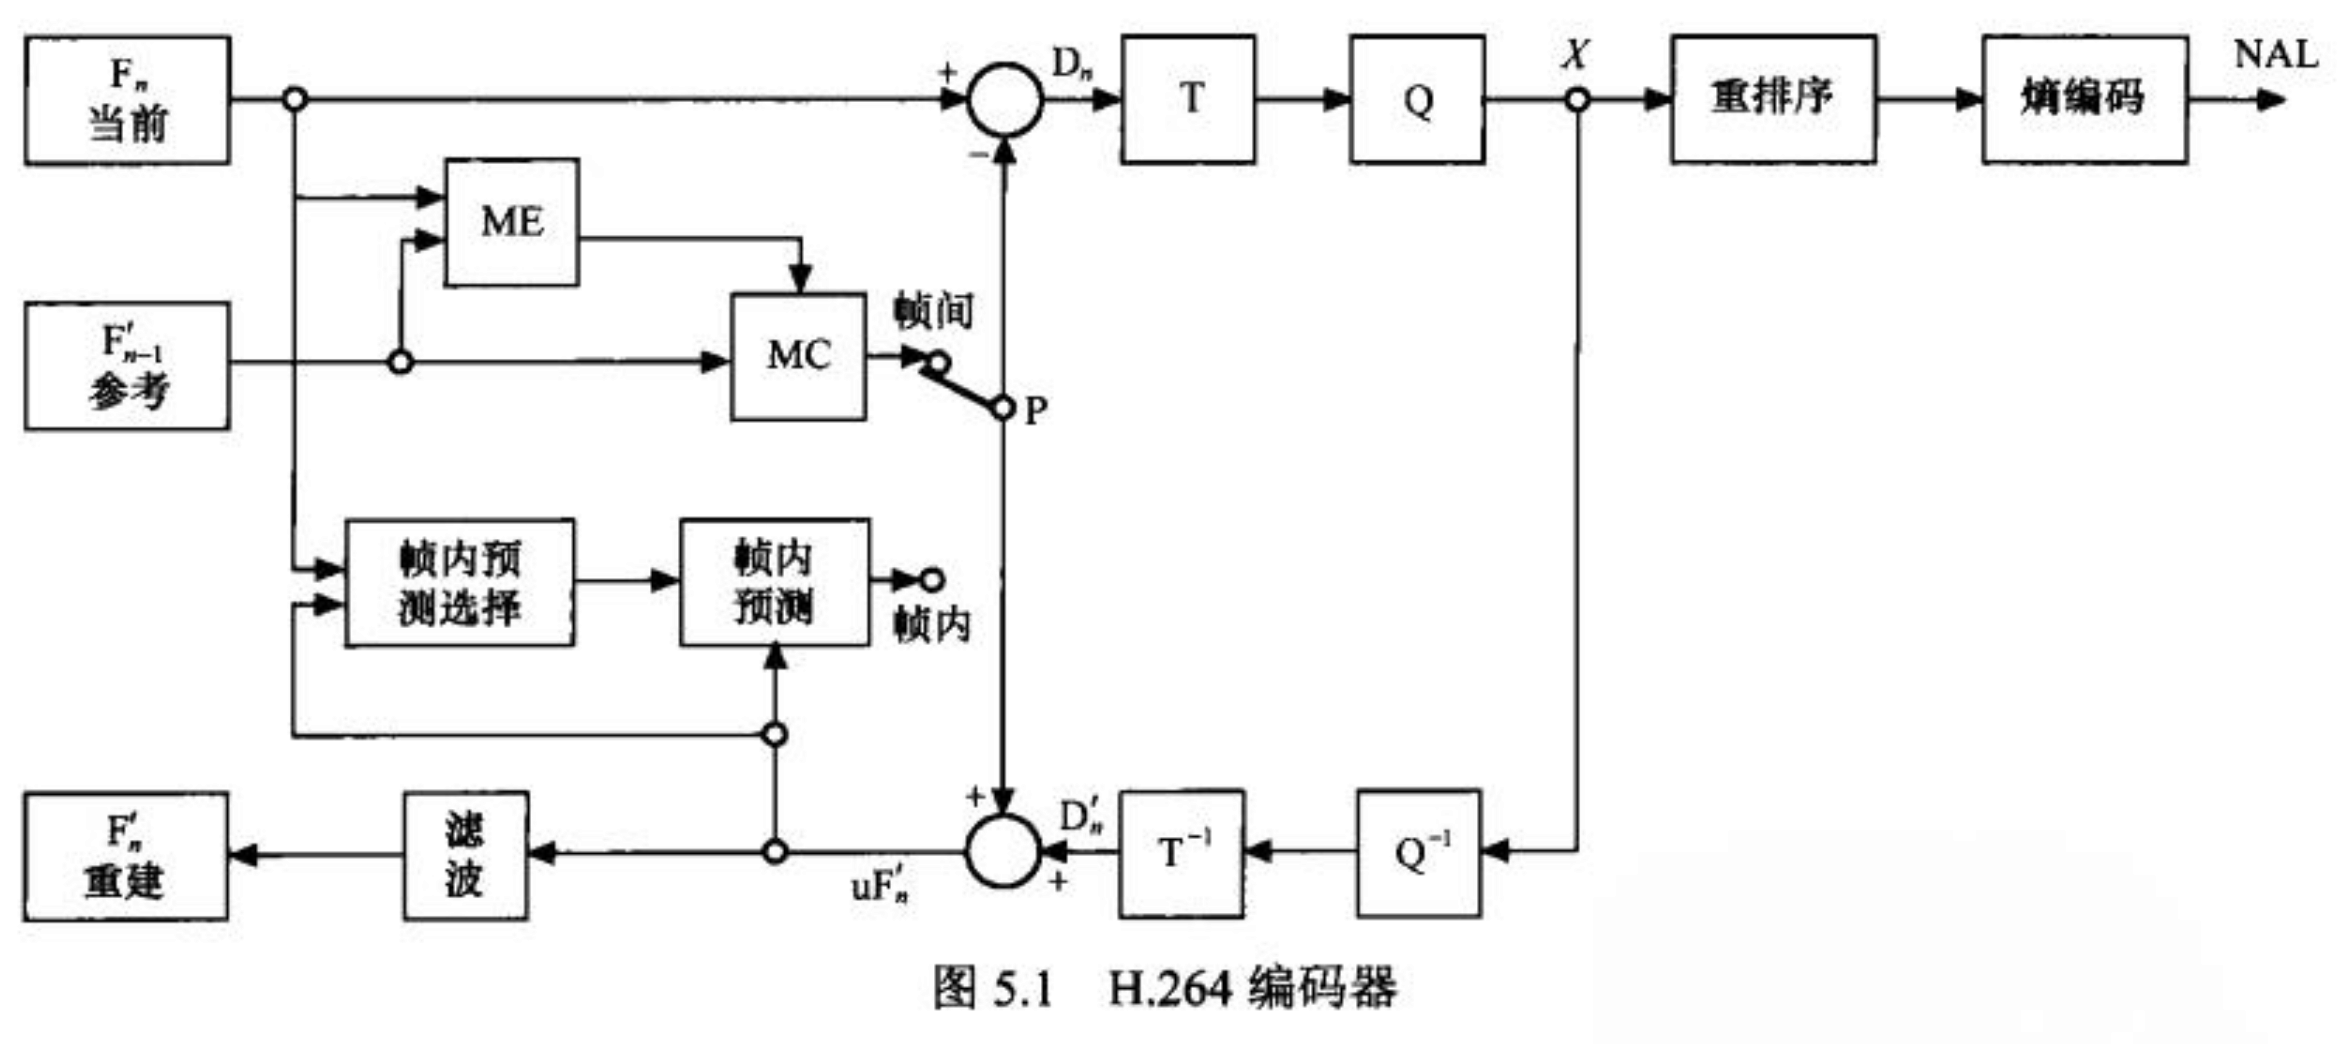 Fₙ
当前
+
Dₙ
T
Q
X
重排序
熵编码
NAL
−
ME
F′ₙ₋₁
参考
MC
帧间
P
帧内预
测选择
帧内
预测
帧内
F′ₙ
重建
滤
波
uF′ₙ
+
D′ₙ
+
T⁻¹
Q⁻¹
图 5.1 H.264 编码器